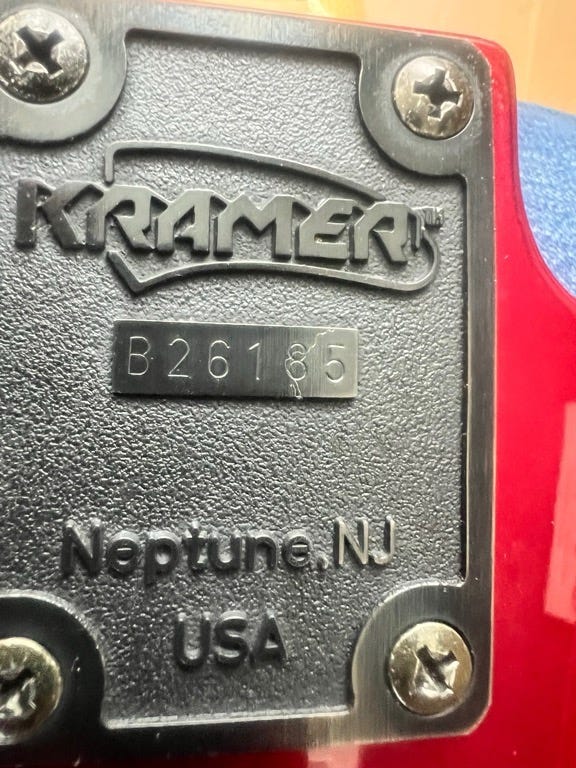 KRAMER™
B26185
Neptune, NJ
USA